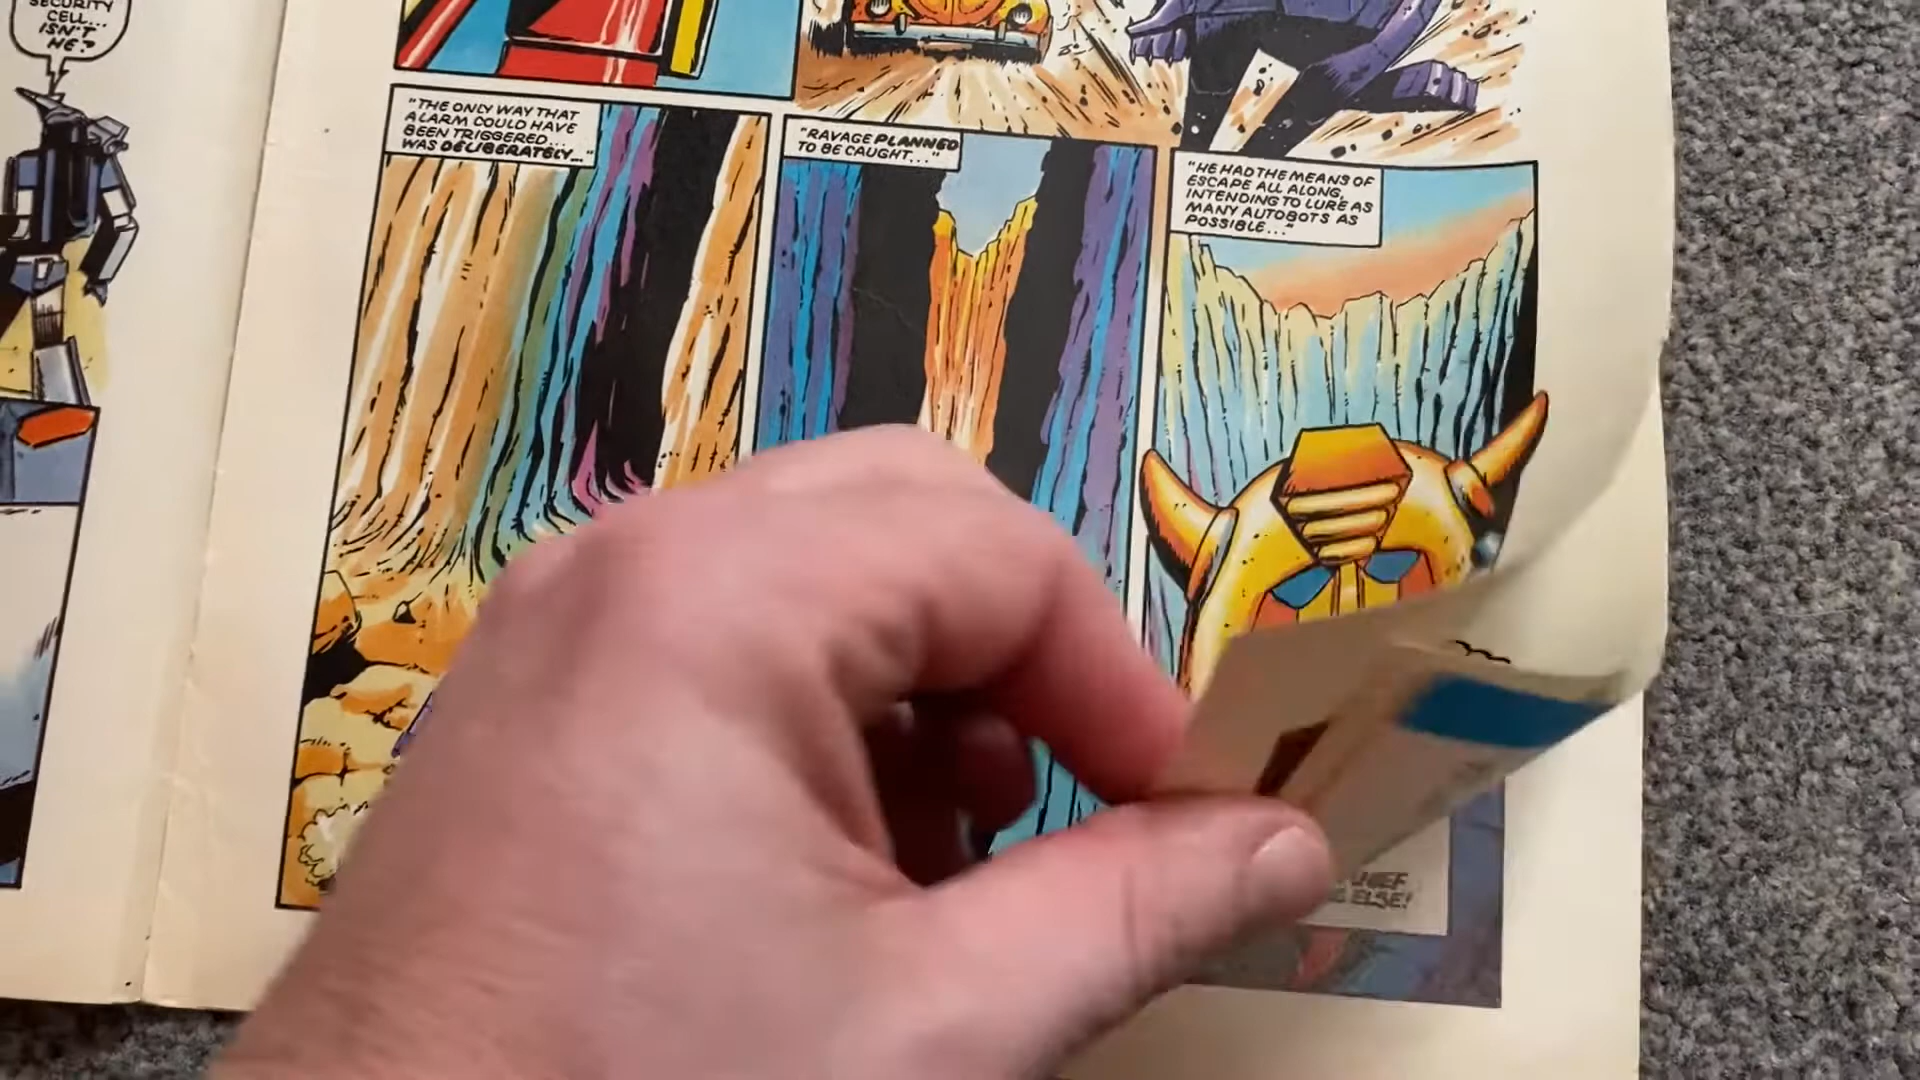 SECURITY
CELL...
ISN'T
HE?
"THE ONLY WAY THAT
ALARM COULD HAVE
BEEN TRIGGERED...
WAS DELIBERATELY..."
"RAVAGE PLANNED
TO BE CAUGHT..."
"HE HAD THE MEANS OF
ESCAPE ALL ALONG,
INTENDING TO LURE AS
MANY AUTOBOTS AS
POSSIBLE..."
ELSE!